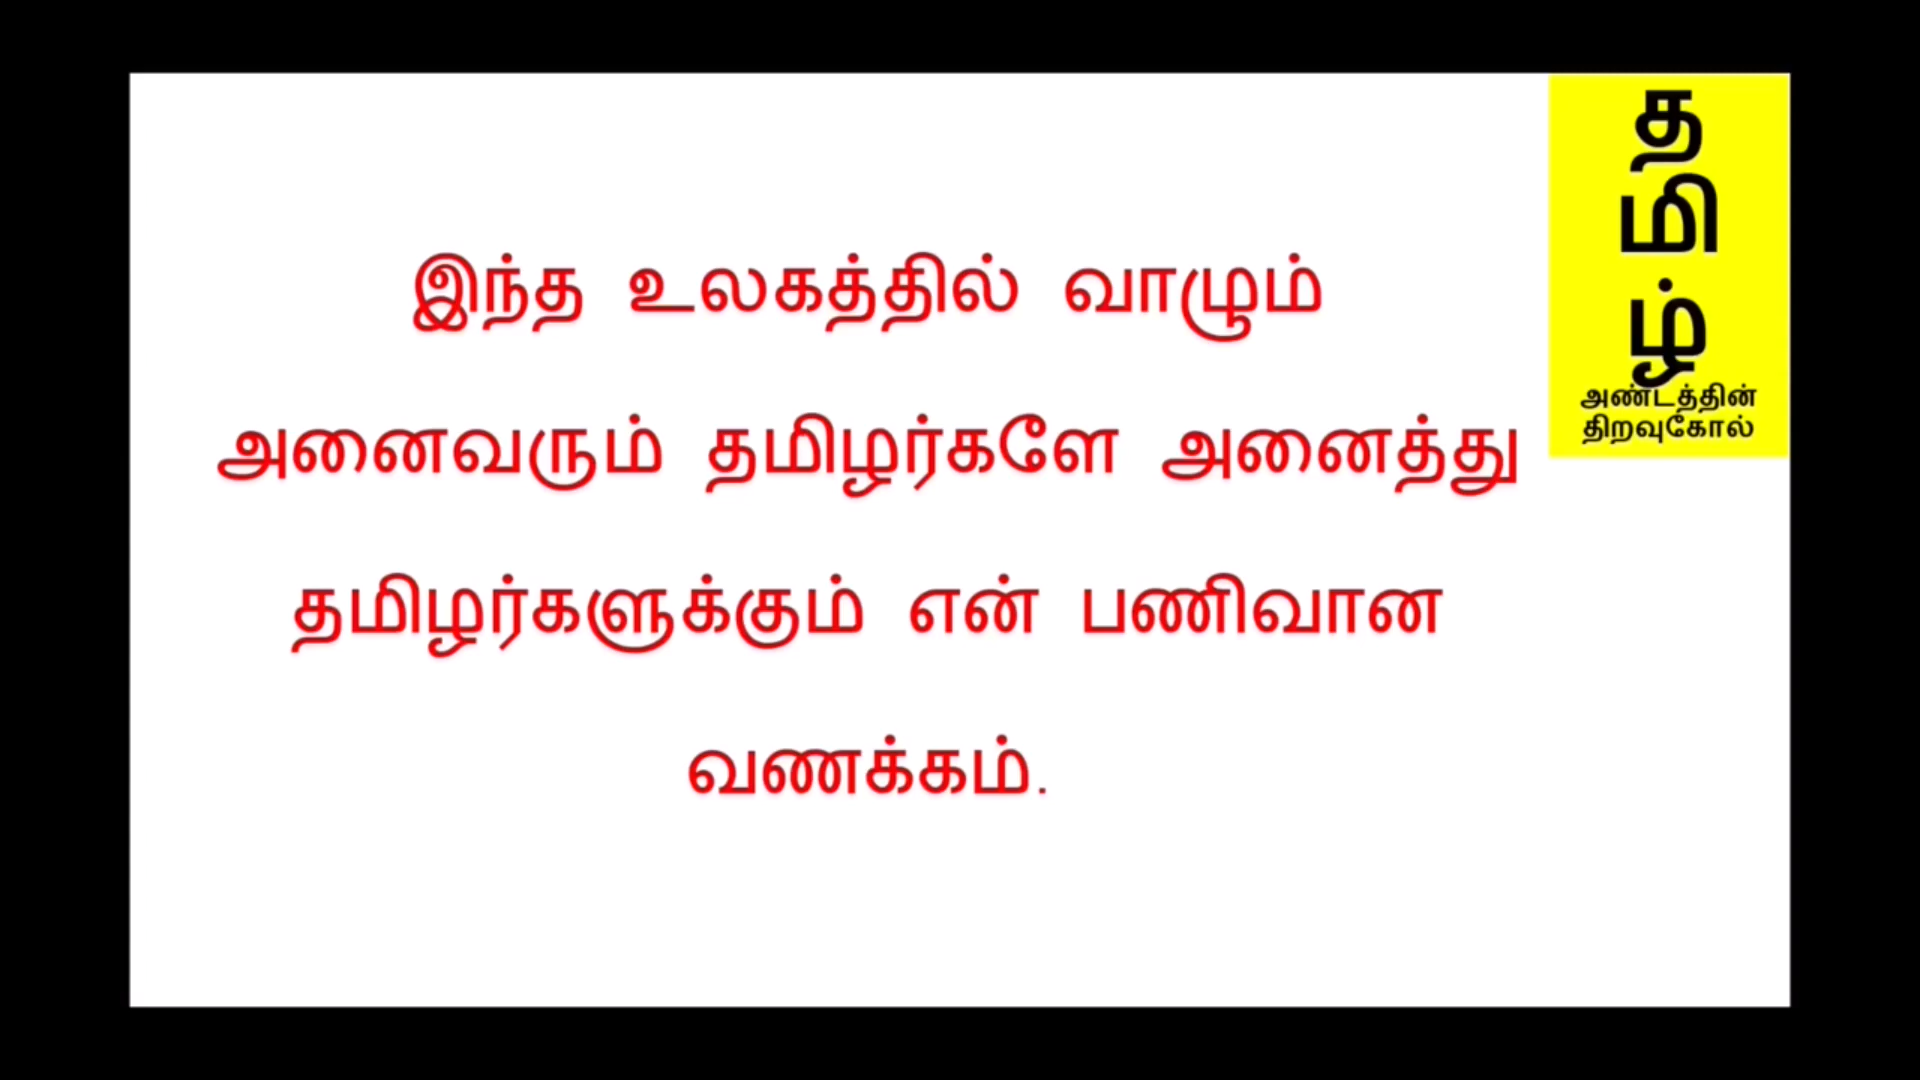 இந்த உலகத்தில் வாழும்
அனைவரும் தமிழர்களே அனைத்து
தமிழர்களுக்கும் என் பணிவான
வணக்கம்.
த
மி
ழ்
அண்டத்தின்
திறவுகோல்